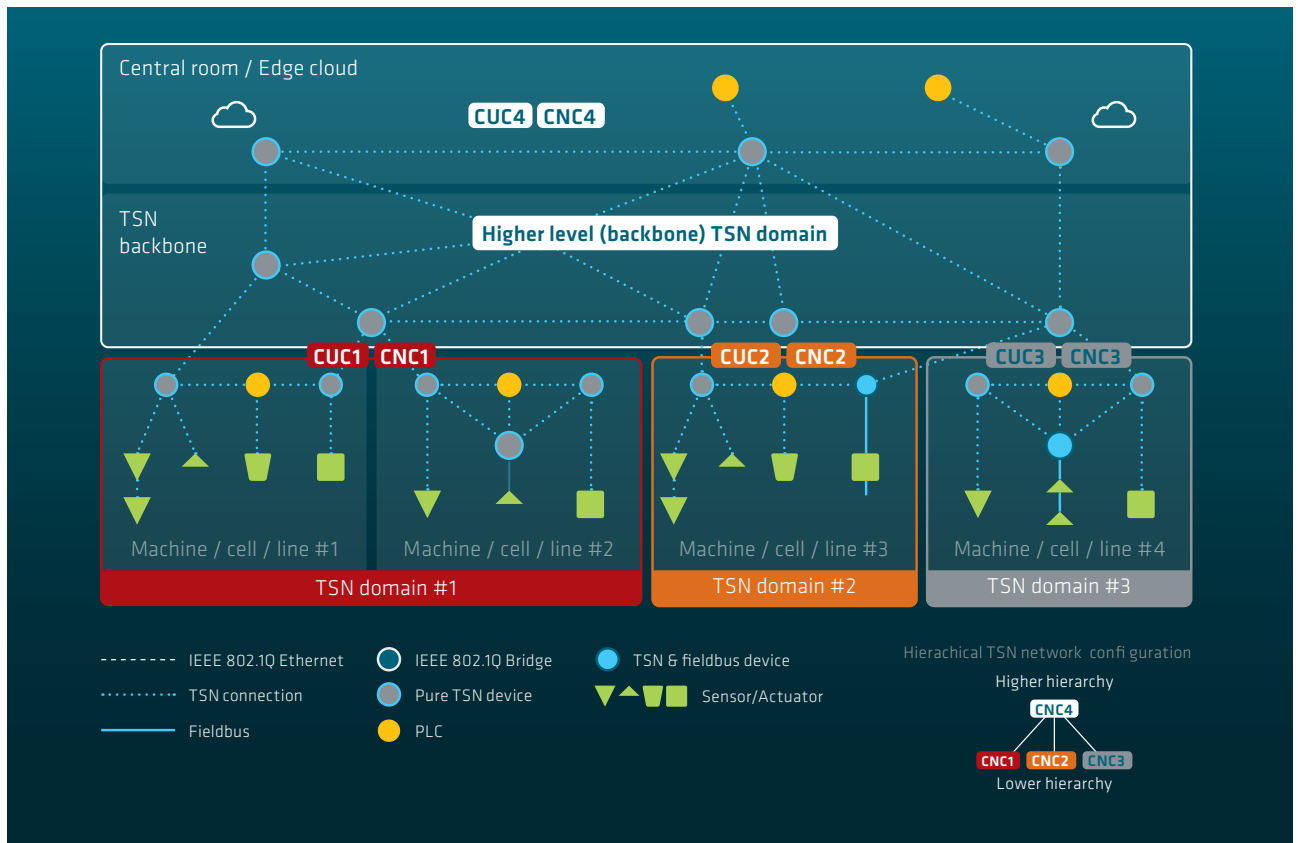 Central room / Edge cloud
CUC4 CNC4
TSN
backbone
Higher level (backbone) TSN domain
CUC1 CNC1
CUC2 CNC2
CUC3 CNC3
Machine / cell / line #1
Machine / cell / line #2
Machine / cell / line #3
Machine / cell / line #4
TSN domain #1
TSN domain #2
TSN domain #3
IEEE 802.1Q Ethernet
TSN connection
Fieldbus
IEEE 802.1Q Bridge
Pure TSN device
PLC
TSN & fieldbus device
Sensor/Actuator
Hierachical TSN network confi guration
Higher hierarchy
CNC4
CNC1 CNC2 CNC3
Lower hierarchy